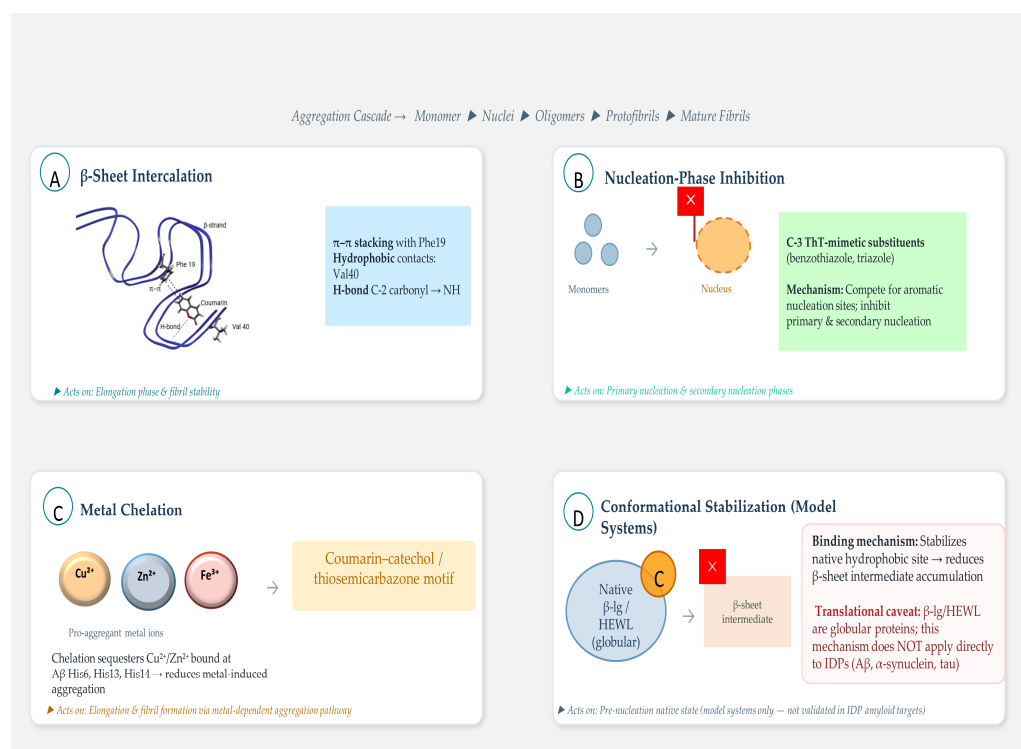 Aggregation Cascade → Monomer ▶ Nuclei ▶ Oligomers ▶ Protofibrils ▶ Mature Fibrils
A
β-Sheet Intercalation
β-strand
Phe 19
π–π
Coumarin
H-bond
Val 40
π–π stacking with Phe19
Hydrophobic contacts:
Val40
H-bond C-2 carbonyl → NH
▶ Acts on: Elongation phase & fibril stability
B
Nucleation-Phase Inhibition
X
Monomers
Nucleus
C-3 ThT-mimetic substituents
(benzothiazole, triazole)
Mechanism: Compete for aromatic
nucleation sites; inhibit
primary & secondary nucleation
▶ Acts on: Primary nucleation & secondary nucleation phases
C
Metal Chelation
Cu²⁺
Zn²⁺
Fe³⁺
Coumarin–catechol /
thiosemicarbazone motif
Pro-aggregant metal ions
Chelation sequesters Cu²⁺/Zn²⁺ bound at
Aβ His6, His13, His14 → reduces metal-induced
aggregation
▶ Acts on: Elongation & fibril formation via metal-dependent aggregation pathway
D
Conformational Stabilization (Model
Systems)
C
Native
β-lg /
HEWL
(globular)
X
β-sheet
intermediate
Binding mechanism: Stabilizes
native hydrophobic site → reduces
β-sheet intermediate accumulation
Translational caveat: β-lg/HEWL
are globular proteins; this
mechanism does NOT apply directly
to IDPs (Aβ, α-synuclein, tau)
▶ Acts on: Pre-nucleation native state (model systems only — not validated in IDP amyloid targets)